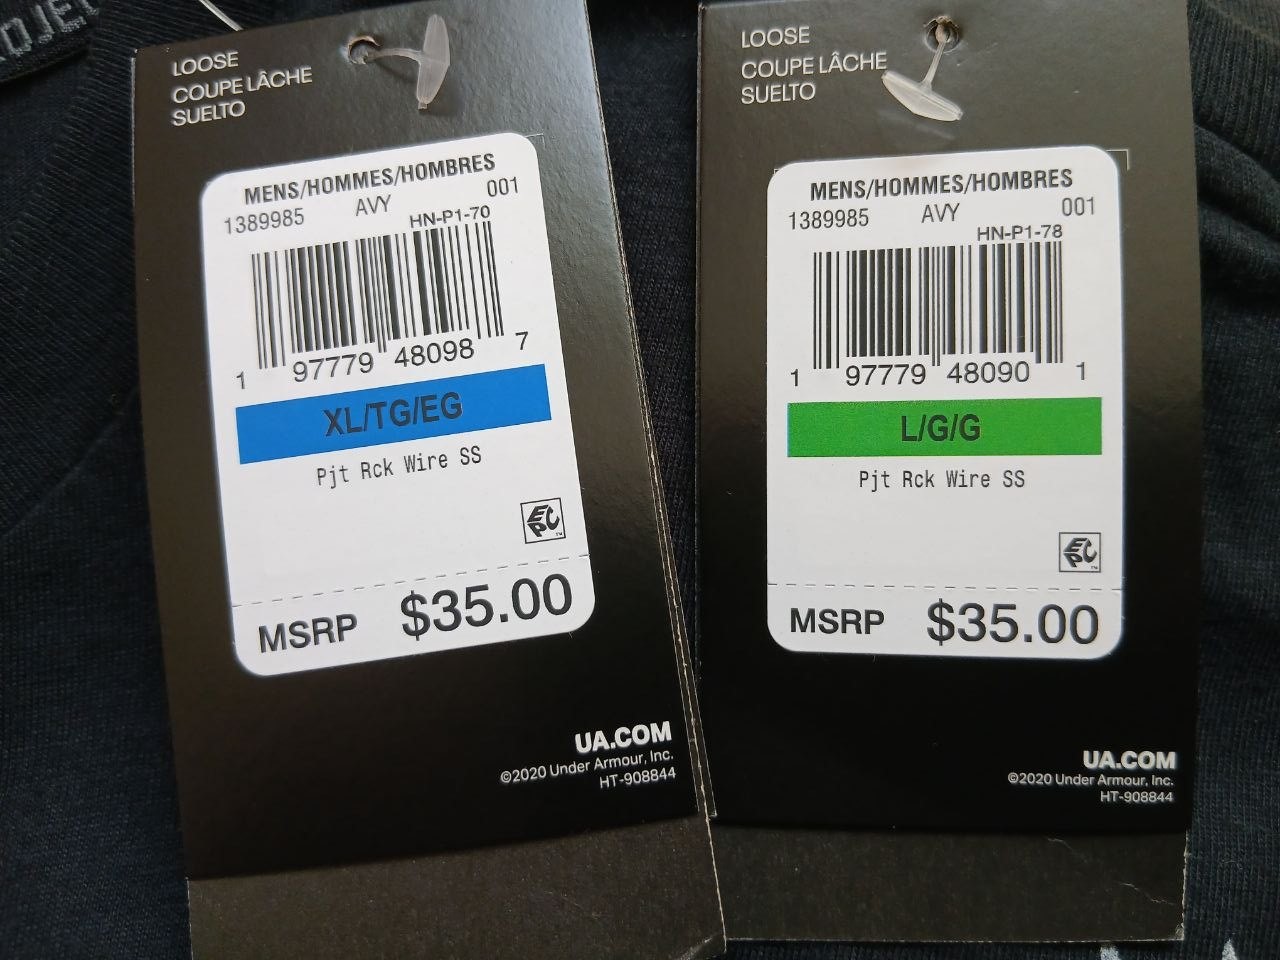 LOOSE
COUPE LÂCHE
SUELTO
MENS/HOMMES/HOMBRES
1389985 AVY 001
HN-P1-70
1 97779 48098 7
XL/TG/EG
Pjt Rck Wire SS
EPC™
MSRP $35.00
UA.COM
©2020 Under Armour, Inc.
HT-908844
LOOSE
COUPE LÂCHE
SUELTO
MENS/HOMMES/HOMBRES
1389985 AVY 001
HN-P1-78
1 97779 48090 1
L/G/G
Pjt Rck Wire SS
EPC™
MSRP $35.00
UA.COM
©2020 Under Armour, Inc.
HT-908844